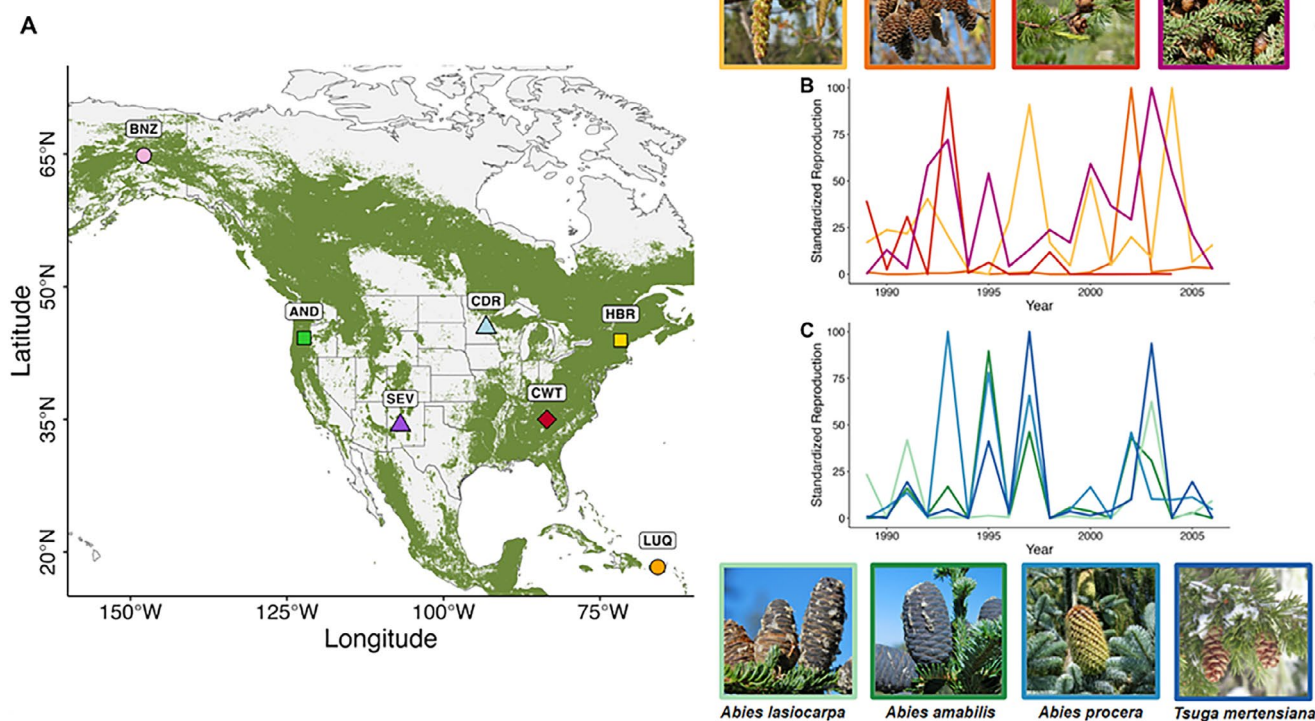 A
BNZ
AND
CDR
HBR
SEV
CWT
LUQ
65°N
50°N
35°N
20°N
Latitude
150°W
125°W
100°W
75°W
Longitude
B
100
75
50
25
0
Standardized Reproduction
1990
1995
2000
2005
Year
C
100
75
50
25
0
Standardized Reproduction
1990
1995
2000
2005
Year
Abies lasiocarpa
Abies amabilis
Abies procera
Tsuga mertensiana